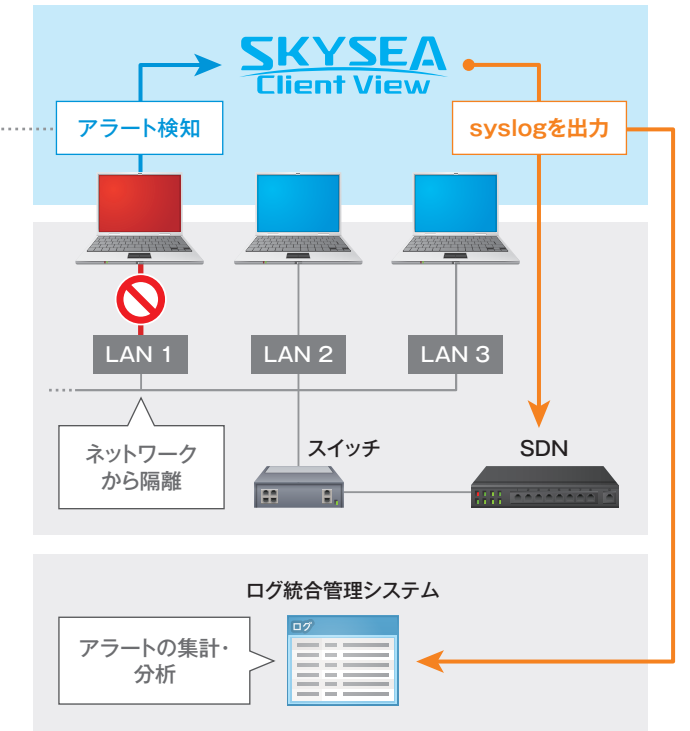 SKYSEA
Client View
アラート検知
syslogを出力
LAN 1
LAN 2
LAN 3
ネットワーク
から隔離
スイッチ
SDN
ログ統合管理システム
ログ
アラートの集計・
分析